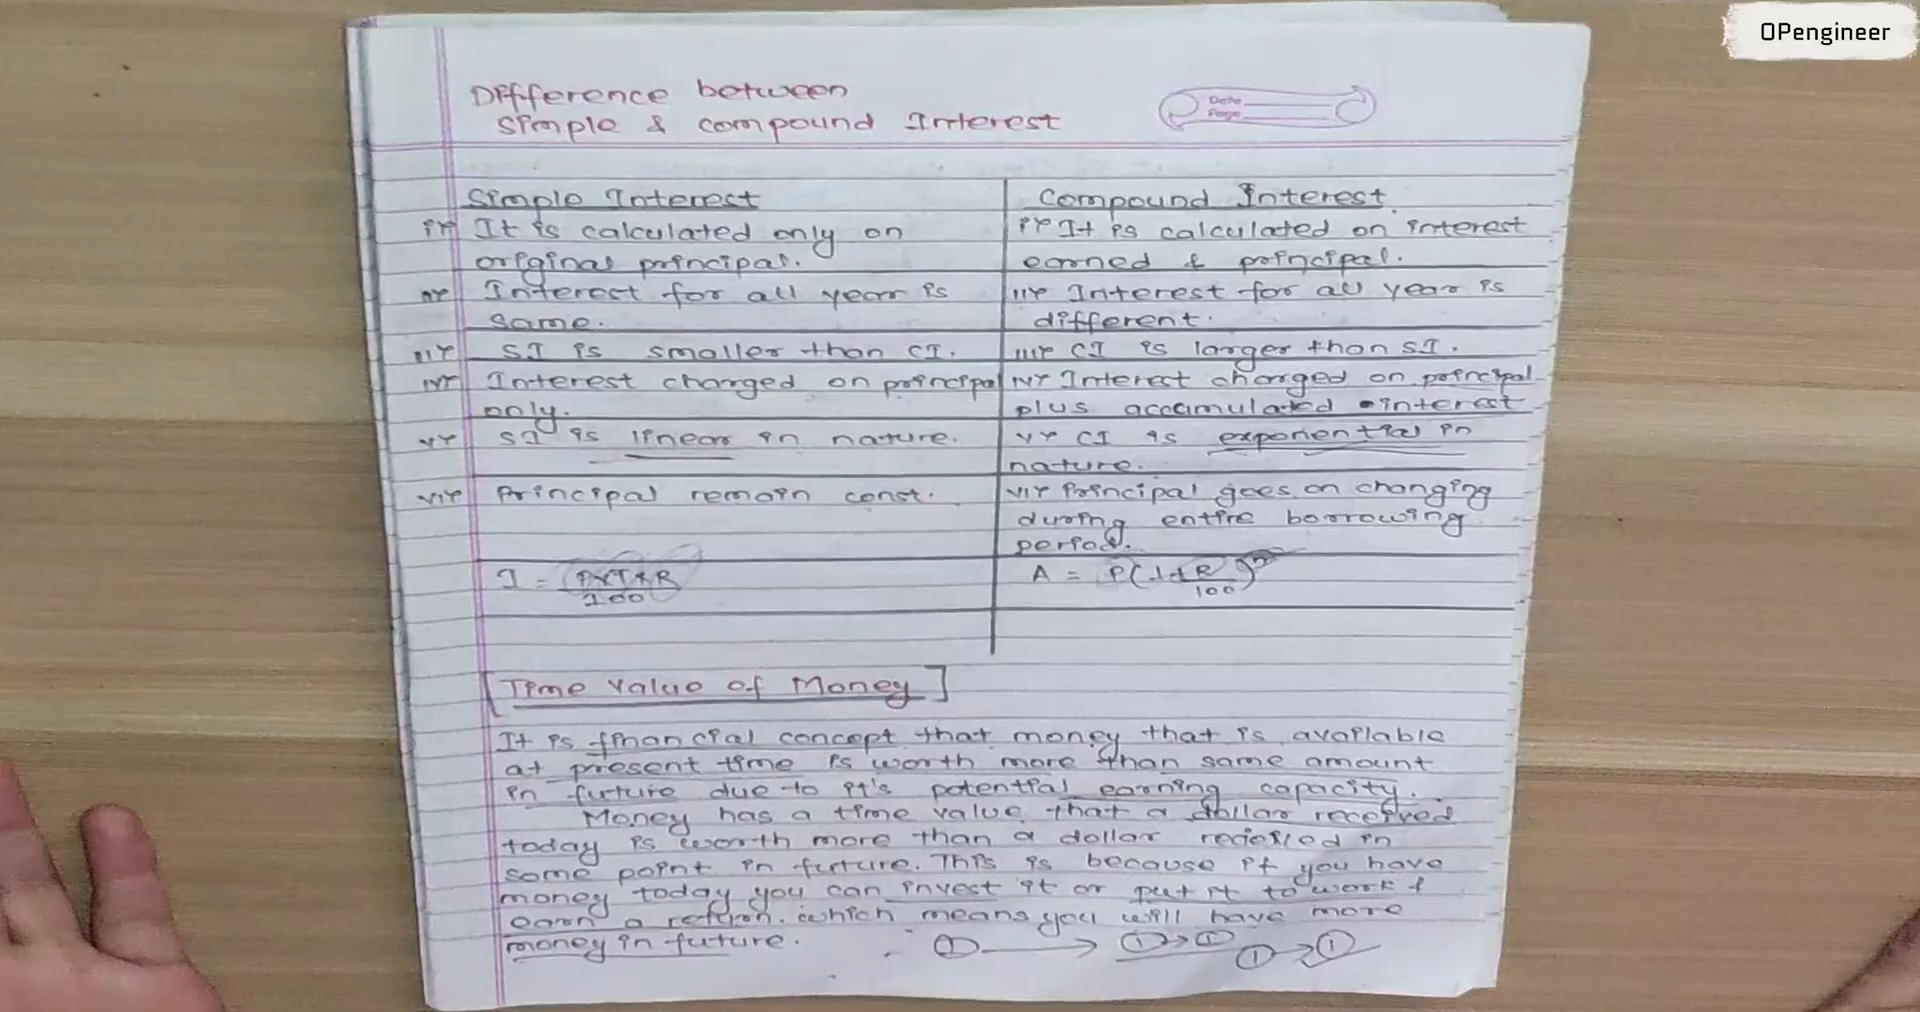 OPengineer
Difference between
Simple & compound Interest
Date
Page
Simple Interest
i) It is calculated only on
original principal.
ii) Interest for all year is
same.
iii) SI is smaller than CI.
iv) Interest charged on principal
only.
v) SI is linear in nature.
vi) Principal remain const.
I = P×T×R
100
Compound Interest
i) It is calculated on interest
earned & principal.
ii) Interest for all year is
different.
iii) CI is larger than SI.
iv) Interest charged on principal
plus accamulated interest
v) CI is exponential in
nature.
vi) Principal goes on changing
during entire borrowing
period.
A = P(1+R
100)ⁿ
[Time value of Money]
It is financial concept that money that is available
at present time is worth more than same amount
in future due to it's potential earning capacity.
Money has a time value that a dollar received
today is worth more than a dollar in
some point in future. This is because if you have
money today you can invest it or put it to work &
earn a return. which means you will have more
money in future.
① → ①→① ①→①